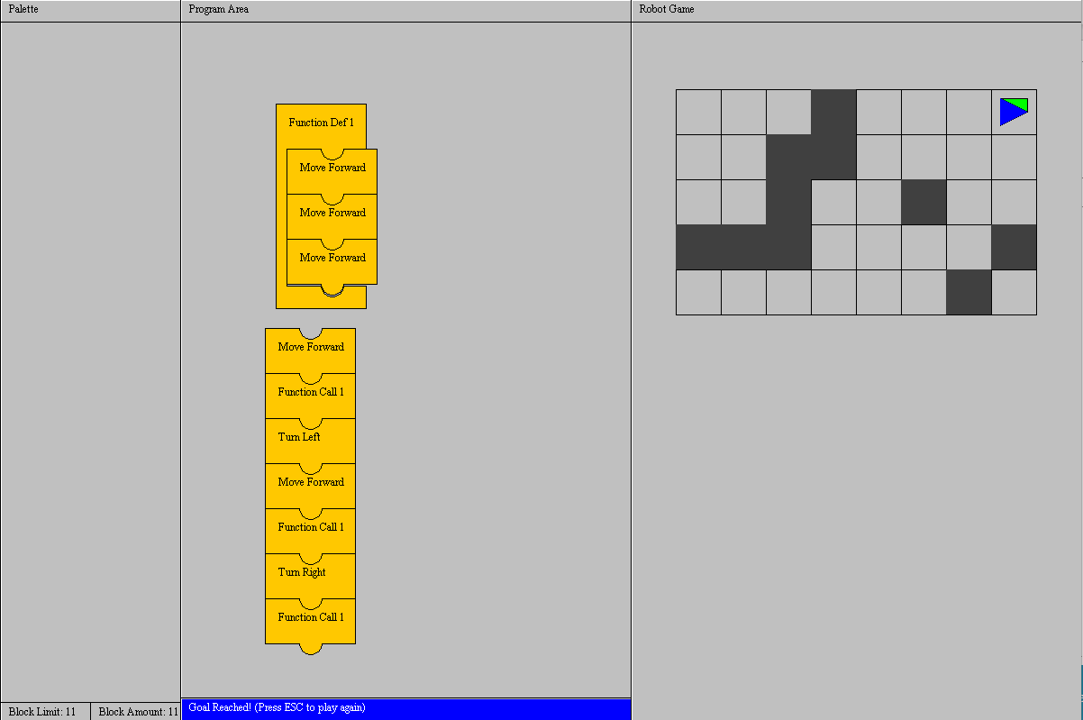 Palette
Program Area
Robot Game
Function Def 1
Move Forward
Move Forward
Move Forward
Move Forward
Function Call 1
Turn Left
Move Forward
Function Call 1
Turn Right
Function Call 1
Block Limit: 11
Block Amount: 11
Goal Reached! (Press ESC to play again)